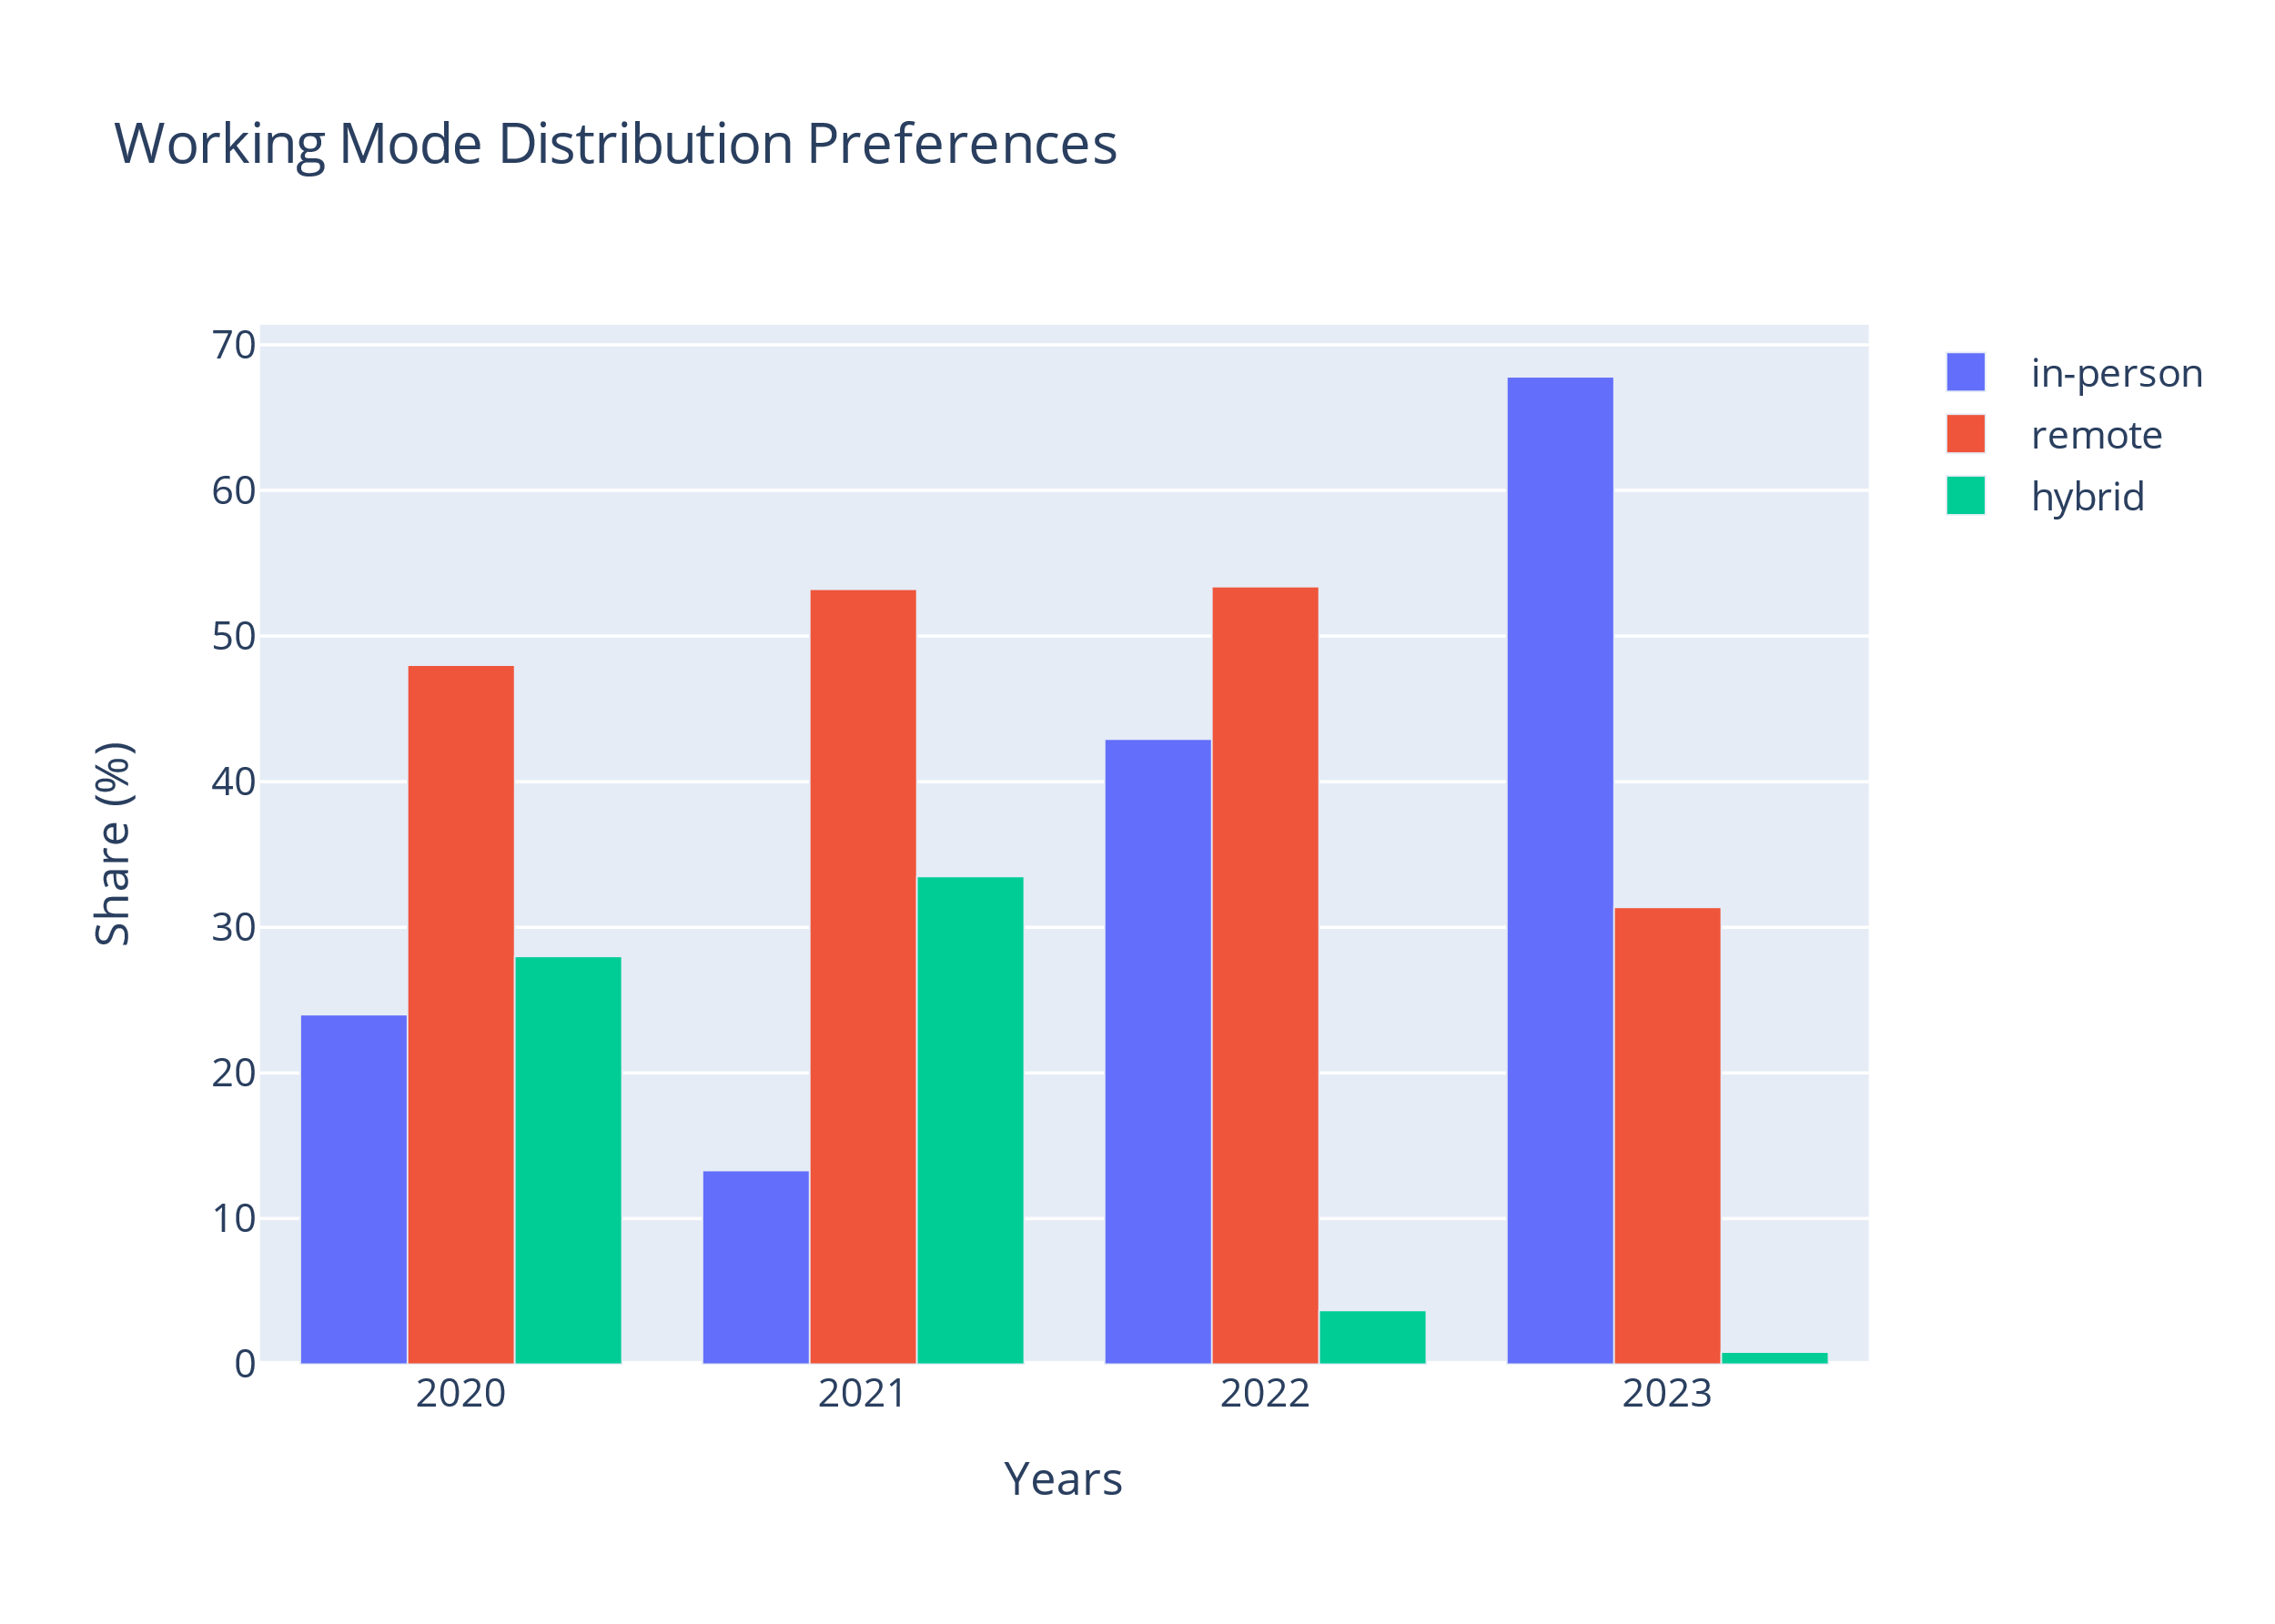 Working Mode Distribution Preferences
in-person
remote
hybrid
Share (%)
70
60
50
40
30
20
10
0
2020
2021
2022
2023
Years